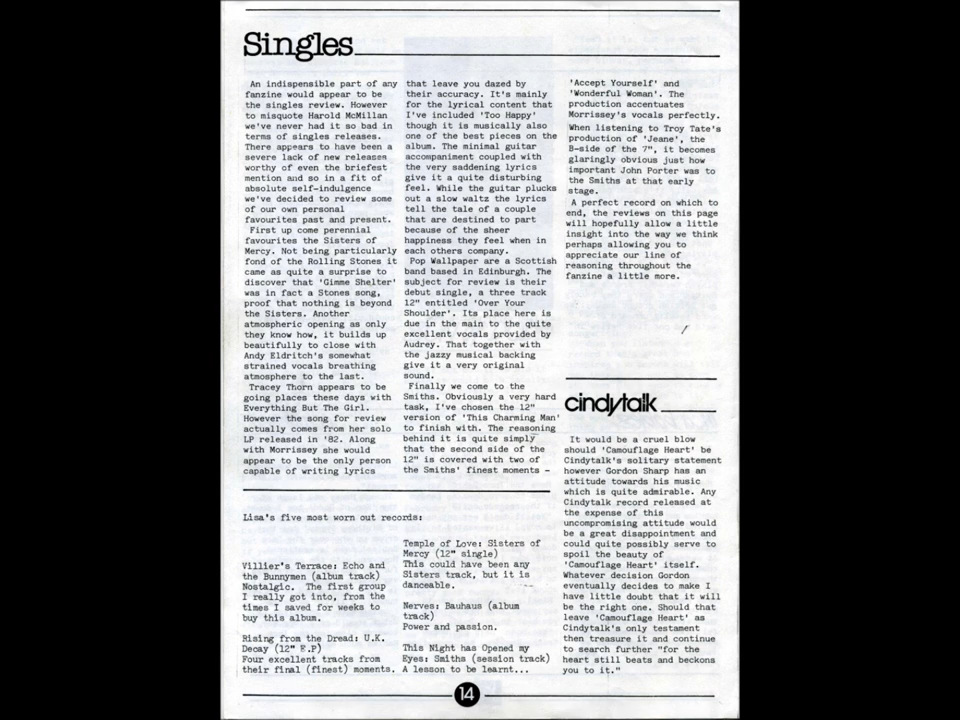 Singles
An indispensible part of any
fanzine would appear to be
the singles review. However
to misquote Harold McMillan
we've never had it so bad in
terms of singles releases.
There appears to have been a
severe lack of new releases
worthy of even the briefest
mention and so in a fit of
absolute self-indulgence
we've decided to review some
of our own personal
favourites past and present.
First up come perennial
favourites the Sisters of
Mercy. Not being particularly
fond of the Rolling Stones it
came as quite a surprise to
discover that 'Gimme Shelter'
was in fact a Stones song,
proof that nothing is beyond
the Sisters. Another
atmospheric opening as only
they know how, it builds up
beautifully to close with
Andy Eldritch's somewhat
strained vocals breathing
atmosphere to the last.
Tracey Thorn appears to be
going places these days with
Everything But The Girl.
However the song for review
actually comes from her solo
LP released in '82. Along
with Morrissey she would
appear to be the only person
capable of writing lyrics
that leave you dazed by
their accuracy. It's mainly
for the lyrical content that
I've included 'Too Happy'
though it is musically also
one of the best pieces on the
album. The minimal guitar
accompaniment coupled with
the very saddening lyrics
give it a quite disturbing
feel. While the guitar plucks
out a slow waltz the lyrics
tell the tale of a couple
that are destined to part
because of the sheer
happiness they feel when in
each others company.
Pop Wallpaper are a Scottish
band based in Edinburgh. The
subject for review is their
debut single, a three track
12" entitled 'Over Your
Shoulder'. Its place here is
due in the main to the quite
excellent vocals provided by
Audrey. That together with
the jazzy musical backing
give it a very original
sound.
Finally we come to the
Smiths. Obviously a very hard
task, I've chosen the 12"
version of 'This Charming Man'
to finish with. The reasoning
behind it is quite simply
that the second side of the
12" is covered with two of
the Smiths' finest moments -
'Accept Yourself' and
'Wonderful Woman'. The
production accentuates
Morrissey's vocals perfectly.
When listening to Troy Tate's
production of 'Jeane', the
B-side of the 7", it becomes
glaringly obvious just how
important John Porter was to
the Smiths at that early
stage.
A perfect record on which to
end, the reviews on this page
will hopefully allow a little
insight into the way we think
perhaps allowing you to
appreciate our line of
reasoning throughout the
fanzine a little more.
cindytalk
It would be a cruel blow
should 'Camouflage Heart' be
Cindytalk's solitary statement
however Gordon Sharp has an
attitude towards his music
which is quite admirable. Any
Cindytalk record released at
the expense of this
uncompromising attitude would
be a great disappointment and
could quite possibly serve to
spoil the beauty of
'Camouflage Heart' itself.
Whatever decision Gordon
eventually decides to make I
have little doubt that it will
be the right one. Should that
leave 'Camouflage Heart' as
Cindytalk's only testament
then treasure it and continue
to search further "for the
heart still beats and beckons
you to it."
Lisa's five most worn out records:
Villier's Terrace: Echo and
the Bunnymen (album track)
Nostalgic. The first group
I really got into, from the
times I saved for weeks to
buy this album.
Rising from the Dread: U.K.
Decay (12" E.P)
Four excellent tracks from
their final (finest) moments.
Temple of Love: Sisters of
Mercy (12" single)
This could have been any
Sisters track, but it is
danceable.
Nerves: Bauhaus (album
track)
Power and passion.
This Night has Opened my
Eyes: Smiths (session track)
A lesson to be learnt...
14